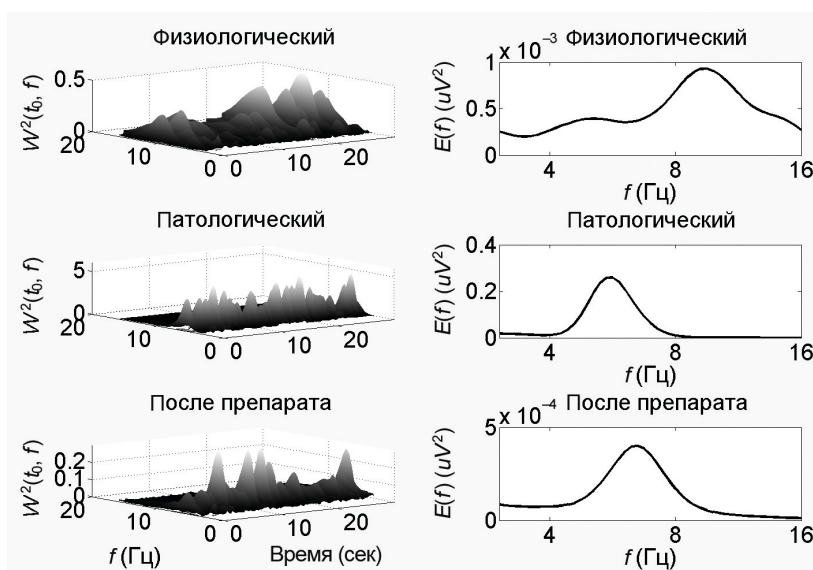 Физиологический
W²(t₀, f)
0.5
0
20
10
0
0
10
20
1 x 10⁻³ Физиологический
E(f) (uV²)
1
0.5
0
4
8
16
f (Гц)
Патологический
W²(t₀, f)
5
0
20
10
0
0
10
20
Патологический
E(f) (uV²)
0.4
0.2
0
4
8
16
f (Гц)
После препарата
W²(t₀, f)
0.2
0.1
0
20
10
0
0
10
20
f (Гц)
Время (сек)
5 x 10⁻⁴ После препарата
E(f) (uV²)
0
4
8
16
f (Гц)